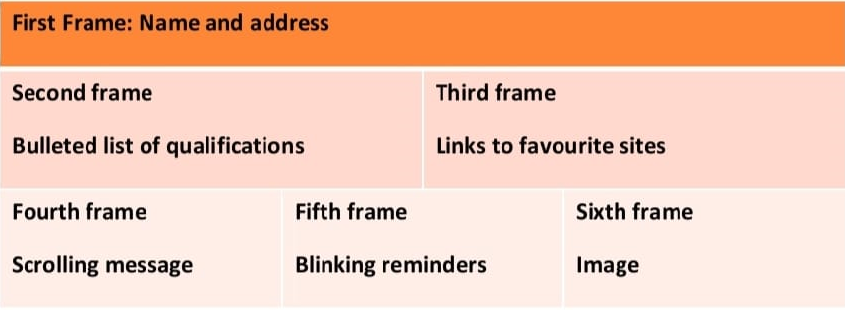 First Frame: Name and address
Second frame
Bulleted list of qualifications
Third frame
Links to favourite sites
Fourth frame
Scrolling message
Fifth frame
Blinking reminders
Sixth frame
Image